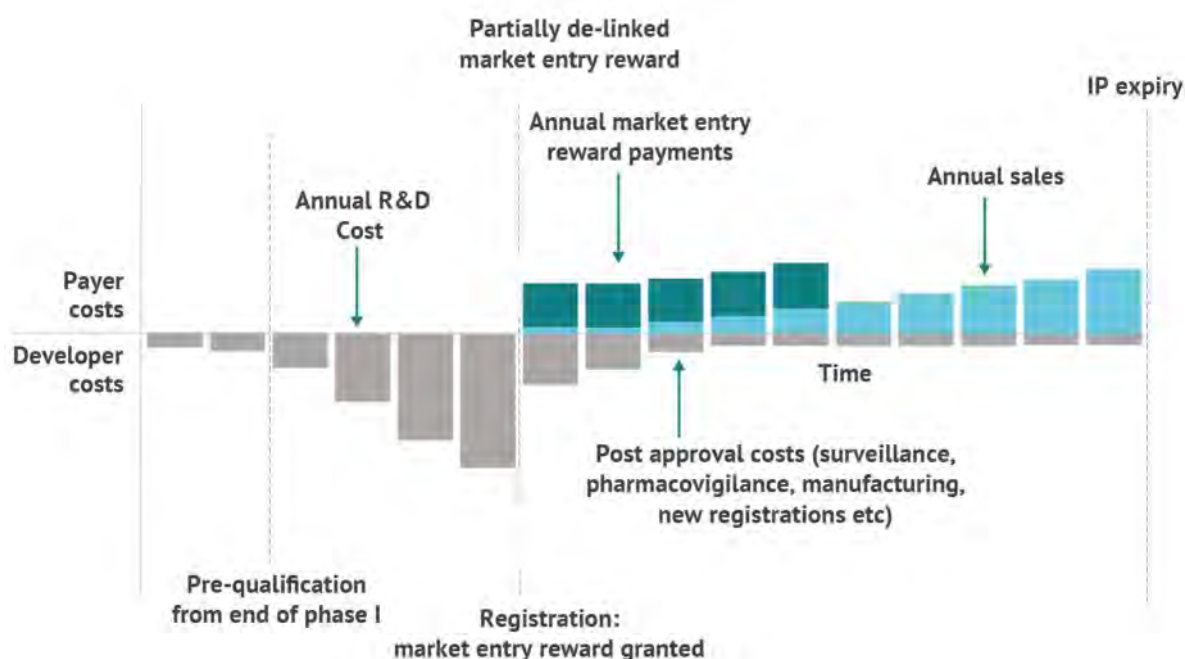 Partially de-linked
market entry reward
IP expiry
Annual market entry
reward payments
Annual sales
Annual R&D
Cost
Payer
costs
Developer
costs
Time
Post approval costs (surveillance,
pharmacovigilance, manufacturing,
new registrations etc)
Pre-qualification
from end of phase I
Registration:
market entry reward granted